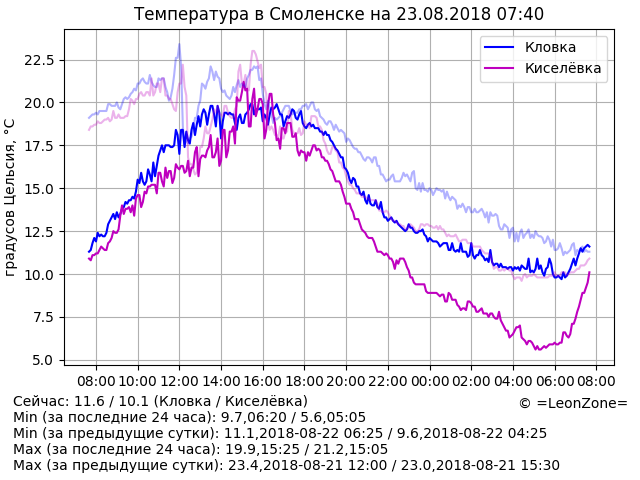 Температура в Смоленске на 23.08.2018 07:40
градусов Цельсия, °C
22.5
20.0
17.5
15.0
12.5
10.0
7.5
5.0
Кловка
Киселёвка
08:00 10:00 12:00 14:00 16:00 18:00 20:00 22:00 00:00 02:00 04:00 06:00 08:00
Сейчас: 11.6 / 10.1 (Кловка / Киселёвка)
© =LeonZone=
Min (за последние 24 часа): 9.7,06:20 / 5.6,05:05
Min (за предыдущие сутки): 11.1,2018-08-22 06:25 / 9.6,2018-08-22 04:25
Max (за последние 24 часа): 19.9,15:25 / 21.2,15:05
Max (за предыдущие сутки): 23.4,2018-08-21 12:00 / 23.0,2018-08-21 15:30